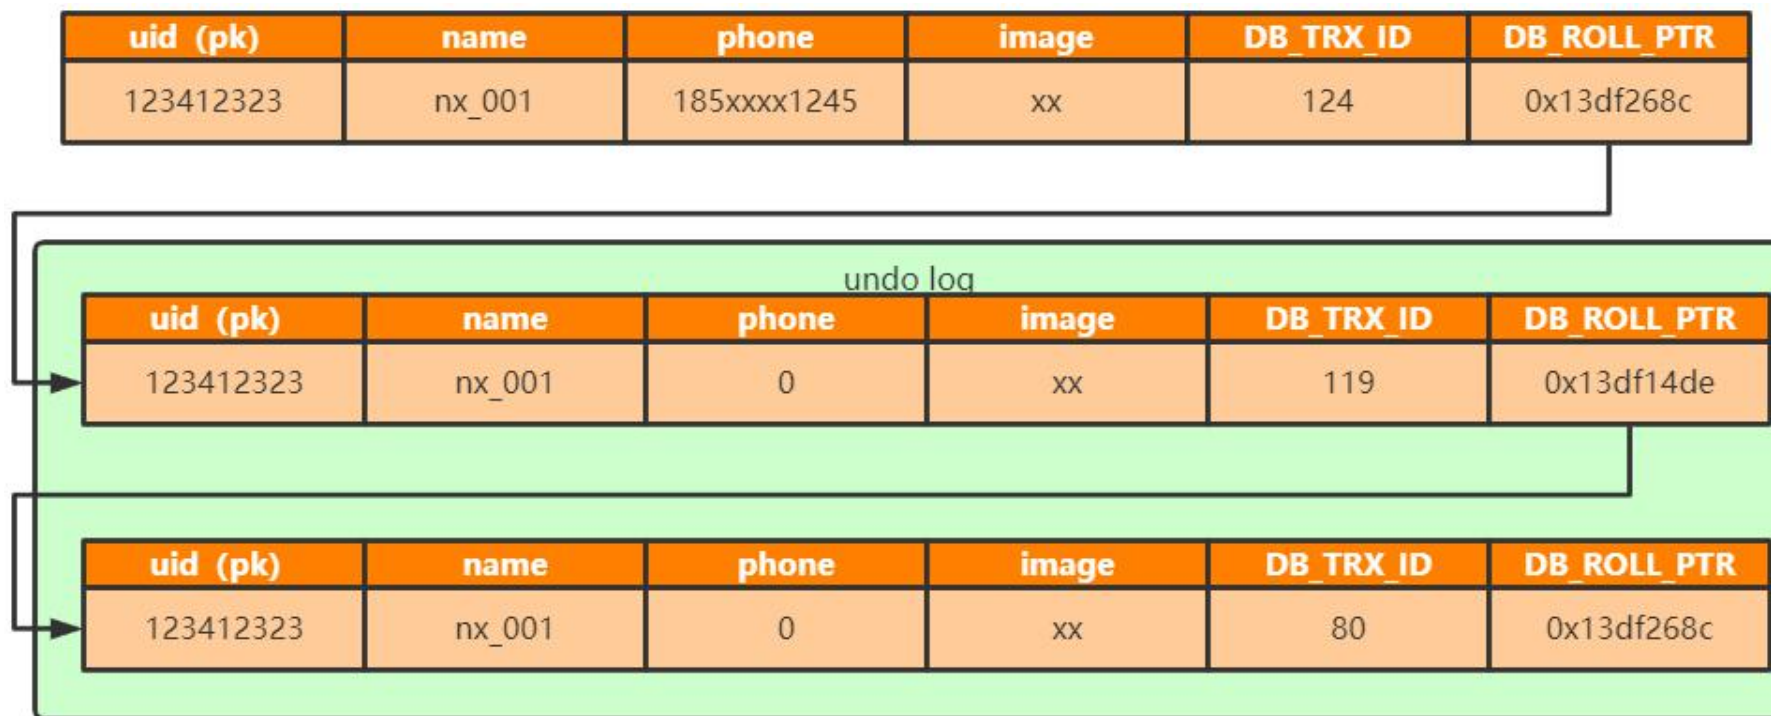 uid (pk) name phone image DB_TRX_ID DB_ROLL_PTR
123412323 nx_001 185xxxx1245 xx 124 0x13df268c
undo log
uid (pk) name phone image DB_TRX_ID DB_ROLL_PTR
123412323 nx_001 0 xx 119 0x13df14de
uid (pk) name phone image DB_TRX_ID DB_ROLL_PTR
123412323 nx_001 0 xx 80 0x13df268c